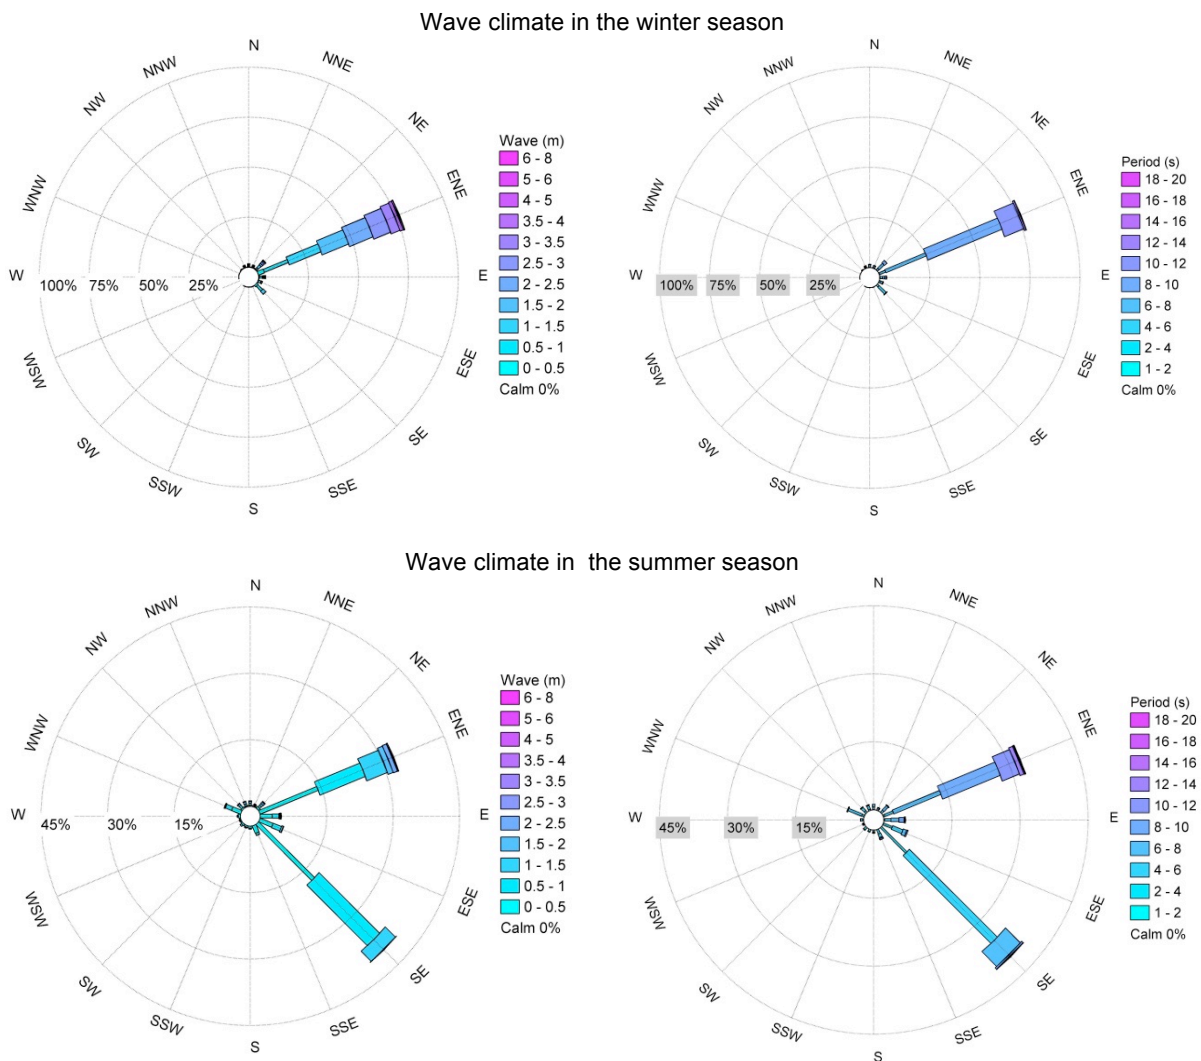 Wave climate in the winter season
N
NNE
NE
ENE
E
ESE
SE
SSE
S
SSW
SW
WSW
W
WNW
NW
NNW
100% 75% 50% 25%
Wave (m)
6 - 8
5 - 6
4 - 5
3.5 - 4
3 - 3.5
2.5 - 3
2 - 2.5
1.5 - 2
1 - 1.5
0.5 - 1
0 - 0.5
Calm 0%
N
NNE
NE
ENE
E
ESE
SE
SSE
S
SSW
SW
WSW
W
WNW
NW
NNW
100% 75% 50% 25%
Period (s)
18 - 20
16 - 18
14 - 16
12 - 14
10 - 12
8 - 10
6 - 8
4 - 6
2 - 4
1 - 2
Calm 0%
Wave climate in the summer season
N
NNE
NE
ENE
E
ESE
SE
SSE
S
SSW
SW
WSW
W
WNW
NW
NNW
45% 30% 15%
Wave (m)
6 - 8
5 - 6
4 - 5
3.5 - 4
3 - 3.5
2.5 - 3
2 - 2.5
1.5 - 2
1 - 1.5
0.5 - 1
0 - 0.5
Calm 0%
N
NNE
NE
ENE
E
ESE
SE
SSE
S
SSW
SW
WSW
W
WNW
NW
NNW
45% 30% 15%
Period (s)
18 - 20
16 - 18
14 - 16
12 - 14
10 - 12
8 - 10
6 - 8
4 - 6
2 - 4
1 - 2
Calm 0%